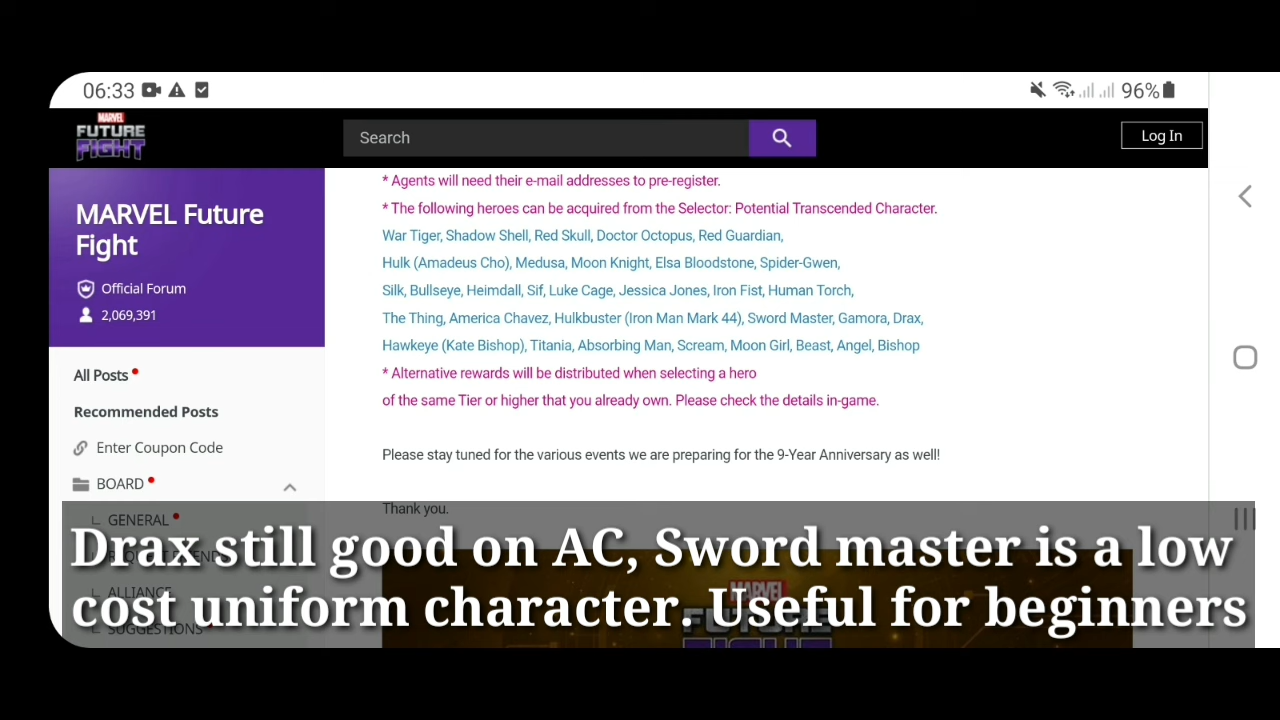 06:33
96%
MARVEL
FUTURE
FIGHT
Search
Log In
MARVEL Future
Fight
Official Forum
2,069,391
All Posts
Recommended Posts
Enter Coupon Code
BOARD
GENERAL
ALLIANCE
SUGGESTIONS
* Agents will need their e-mail addresses to pre-register.
* The following heroes can be acquired from the Selector: Potential Transcended Character.
War Tiger, Shadow Shell, Red Skull, Doctor Octopus, Red Guardian,
Hulk (Amadeus Cho), Medusa, Moon Knight, Elsa Bloodstone, Spider-Gwen,
Silk, Bullseye, Heimdall, Sif, Luke Cage, Jessica Jones, Iron Fist, Human Torch,
The Thing, America Chavez, Hulkbuster (Iron Man Mark 44), Sword Master, Gamora, Drax,
Hawkeye (Kate Bishop), Titania, Absorbing Man, Scream, Moon Girl, Beast, Angel, Bishop
* Alternative rewards will be distributed when selecting a hero
of the same Tier or higher that you already own. Please check the details in-game.
Please stay tuned for the various events we are preparing for the 9-Year Anniversary as well!
Thank you.
MARVEL
FUTURE
Drax still good on AC, Sword master is a low
cost uniform character. Useful for beginners